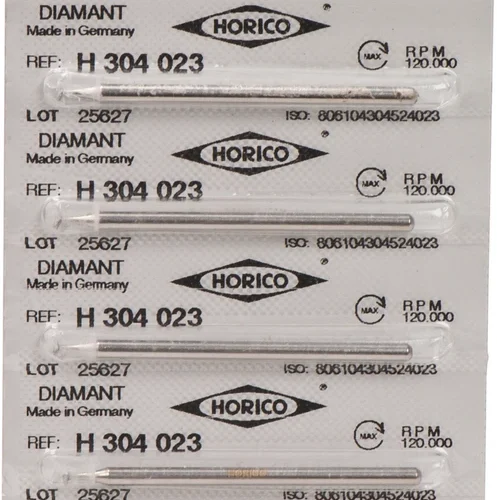 DIAMANT
Made in Germany
HORICO ®
MAX
RPM
120.000
REF: H 304 023
LOT 25627 ISO: 806104304524023
DIAMANT
Made in Germany
HORICO ®
MAX
RPM
120.000
REF: H 304 023
LOT 25627 ISO: 806104304524023
DIAMANT
Made in Germany
HORICO ®
MAX
RPM
120.000
REF: H 304 023
LOT 25627 ISO: 806104304524023
DIAMANT
Made in Germany
HORICO ®
MAX
RPM
120.000
REF: H 304 023
HORICO
LOT 25627 ISO: 806104304524023